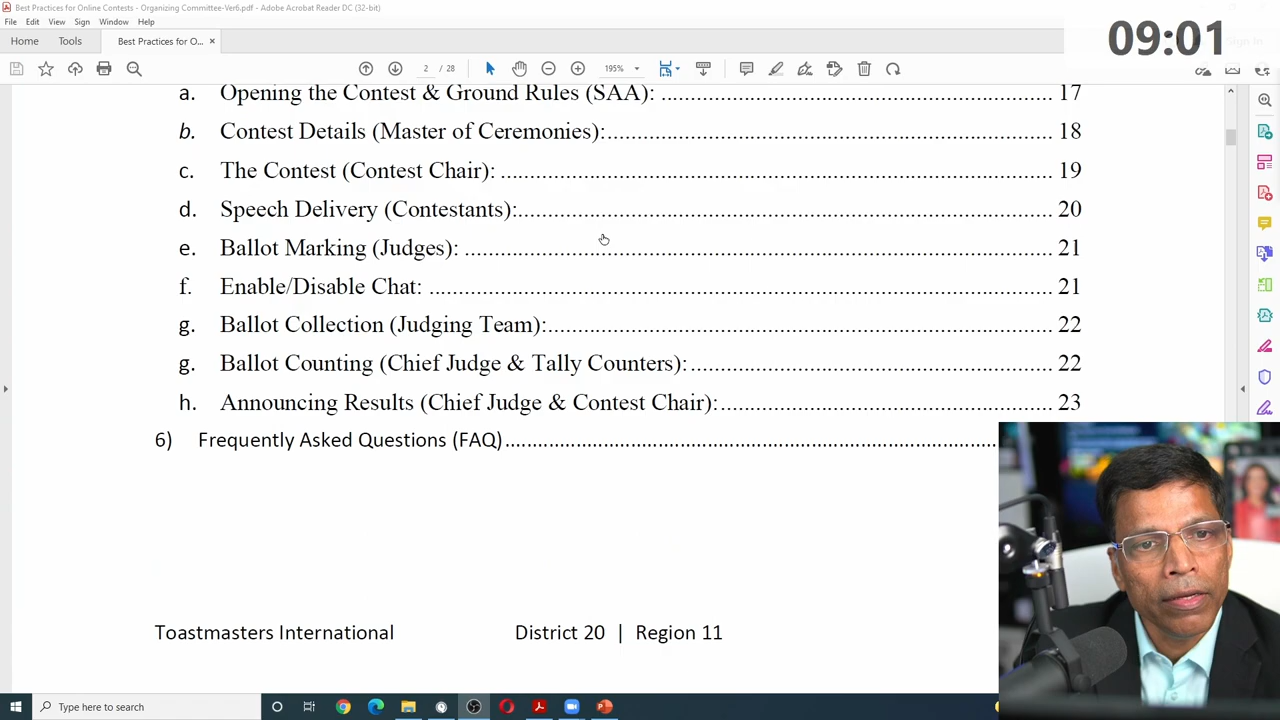 Best Practices for Online Contests - Organizing Committee-Ver6.pdf - Adobe Acrobat Reader DC (32-bit)
File Edit View Sign Window Help
09:01
Home Tools Best Practices for O... × Sign In
2 / 28 195%
a. Opening the Contest & Ground Rules (SAA): 17
b. Contest Details (Master of Ceremonies): 18
c. The Contest (Contest Chair): 19
d. Speech Delivery (Contestants): 20
e. Ballot Marking (Judges): 21
f. Enable/Disable Chat: 21
g. Ballot Collection (Judging Team): 22
g. Ballot Counting (Chief Judge & Tally Counters): 22
h. Announcing Results (Chief Judge & Contest Chair): 23
6) Frequently Asked Questions (FAQ)
Toastmasters International District 20 | Region 11
Type here to search